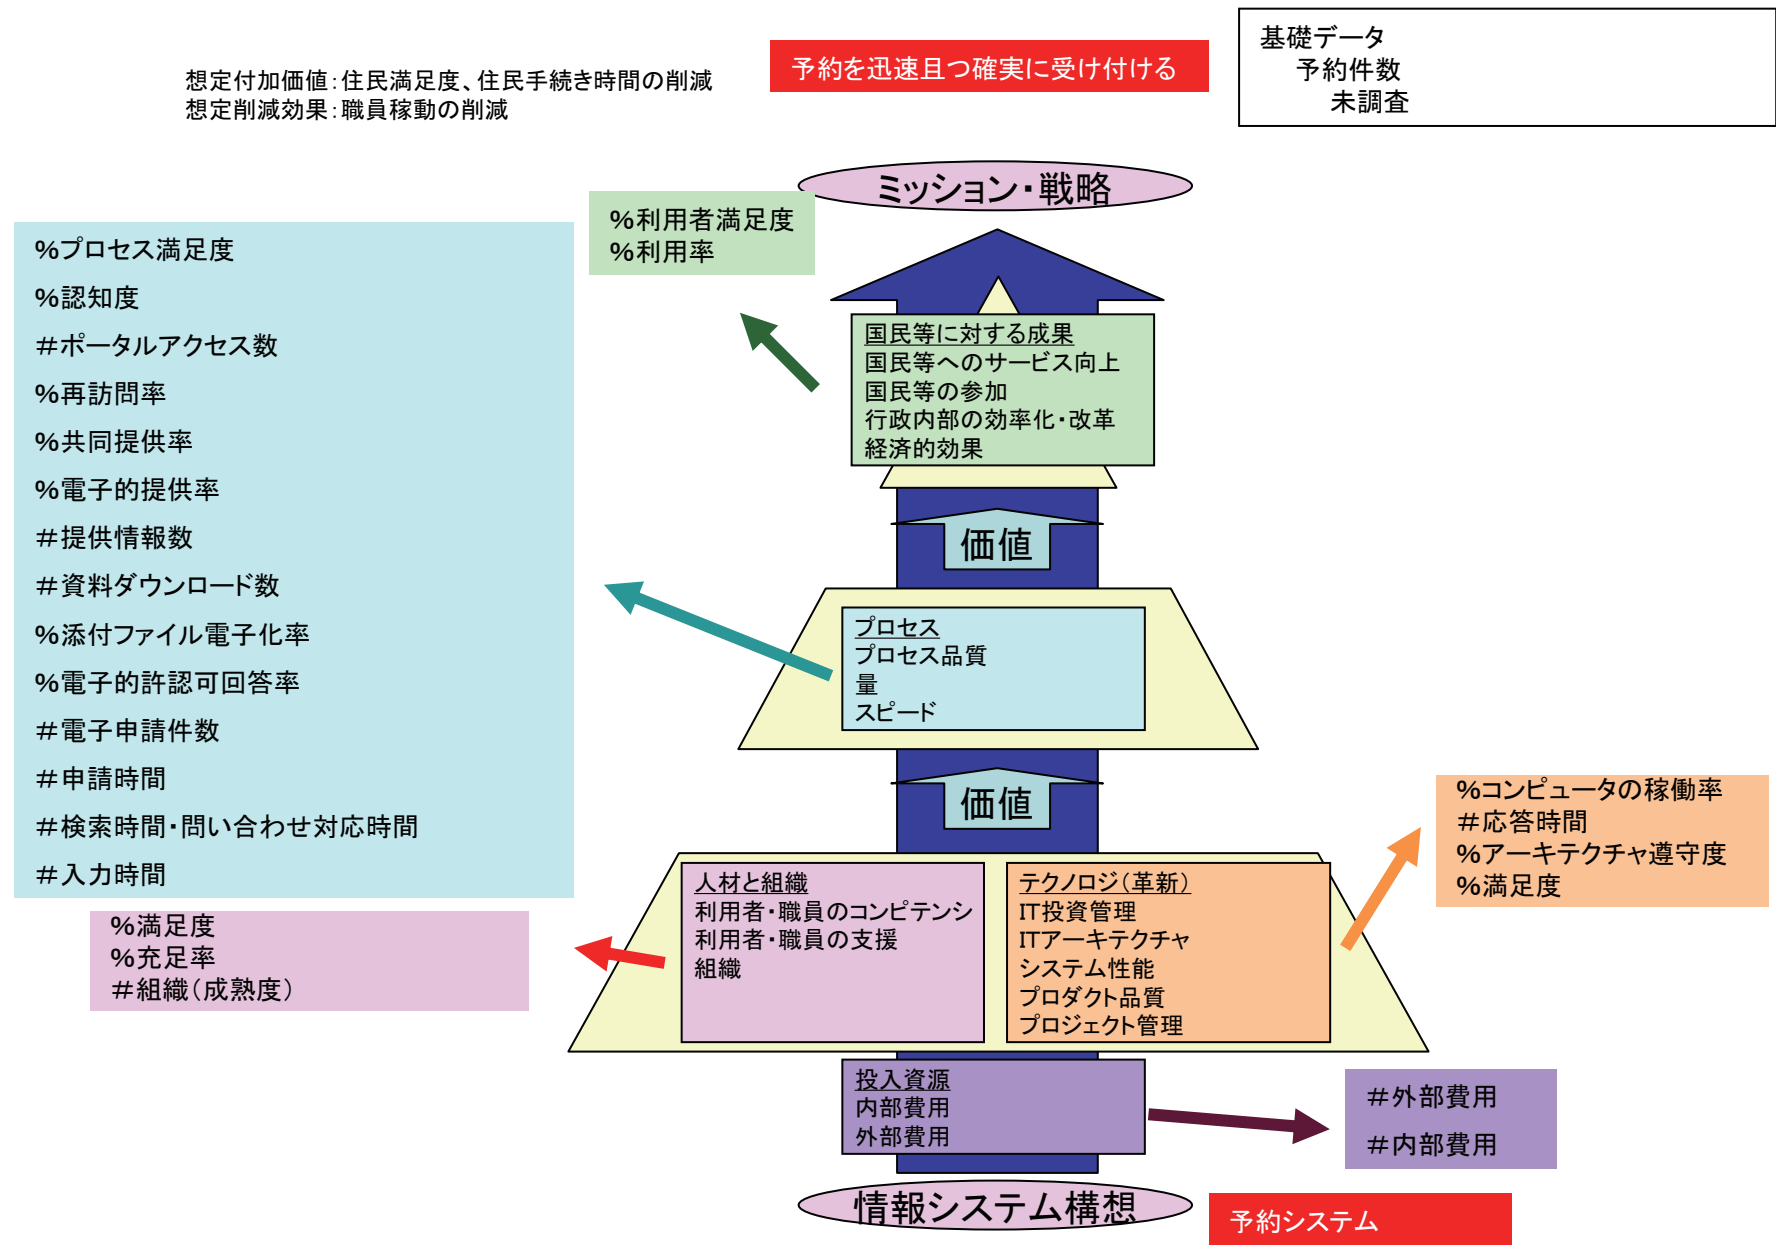 想定付加価値：住民満足度、住民手続き時間の削減
想定削減効果：職員稼動の削減
予約を迅速且つ確実に受け付ける
基礎データ
予約件数
未調査
ミッション・戦略
%利用者満足度
%利用率
%プロセス満足度
%認知度
＃ポータルアクセス数
%再訪問率
%共同提供率
%電子的提供率
＃提供情報数
＃資料ダウンロード数
%添付ファイル電子化率
%電子的許認可回答率
＃電子申請件数
＃申請時間
＃検索時間・問い合わせ対応時間
＃入力時間
国民等に対する成果
国民等へのサービス向上
国民等の参加
行政内部の効率化・改革
経済的効果
価値
プロセス
プロセス品質
量
スピード
価値
%コンピュータの稼働率
＃応答時間
%アーキテクチャ遵守度
%満足度
人材と組織
利用者・職員のコンピテンシ
利用者・職員の支援
組織
テクノロジ（革新）
IT投資管理
ITアーキテクチャ
システム性能
プロダクト品質
プロジェクト管理
%満足度
%充足率
＃組織（成熟度）
投入資源
内部費用
外部費用
＃外部費用
＃内部費用
情報システム構想
予約システム